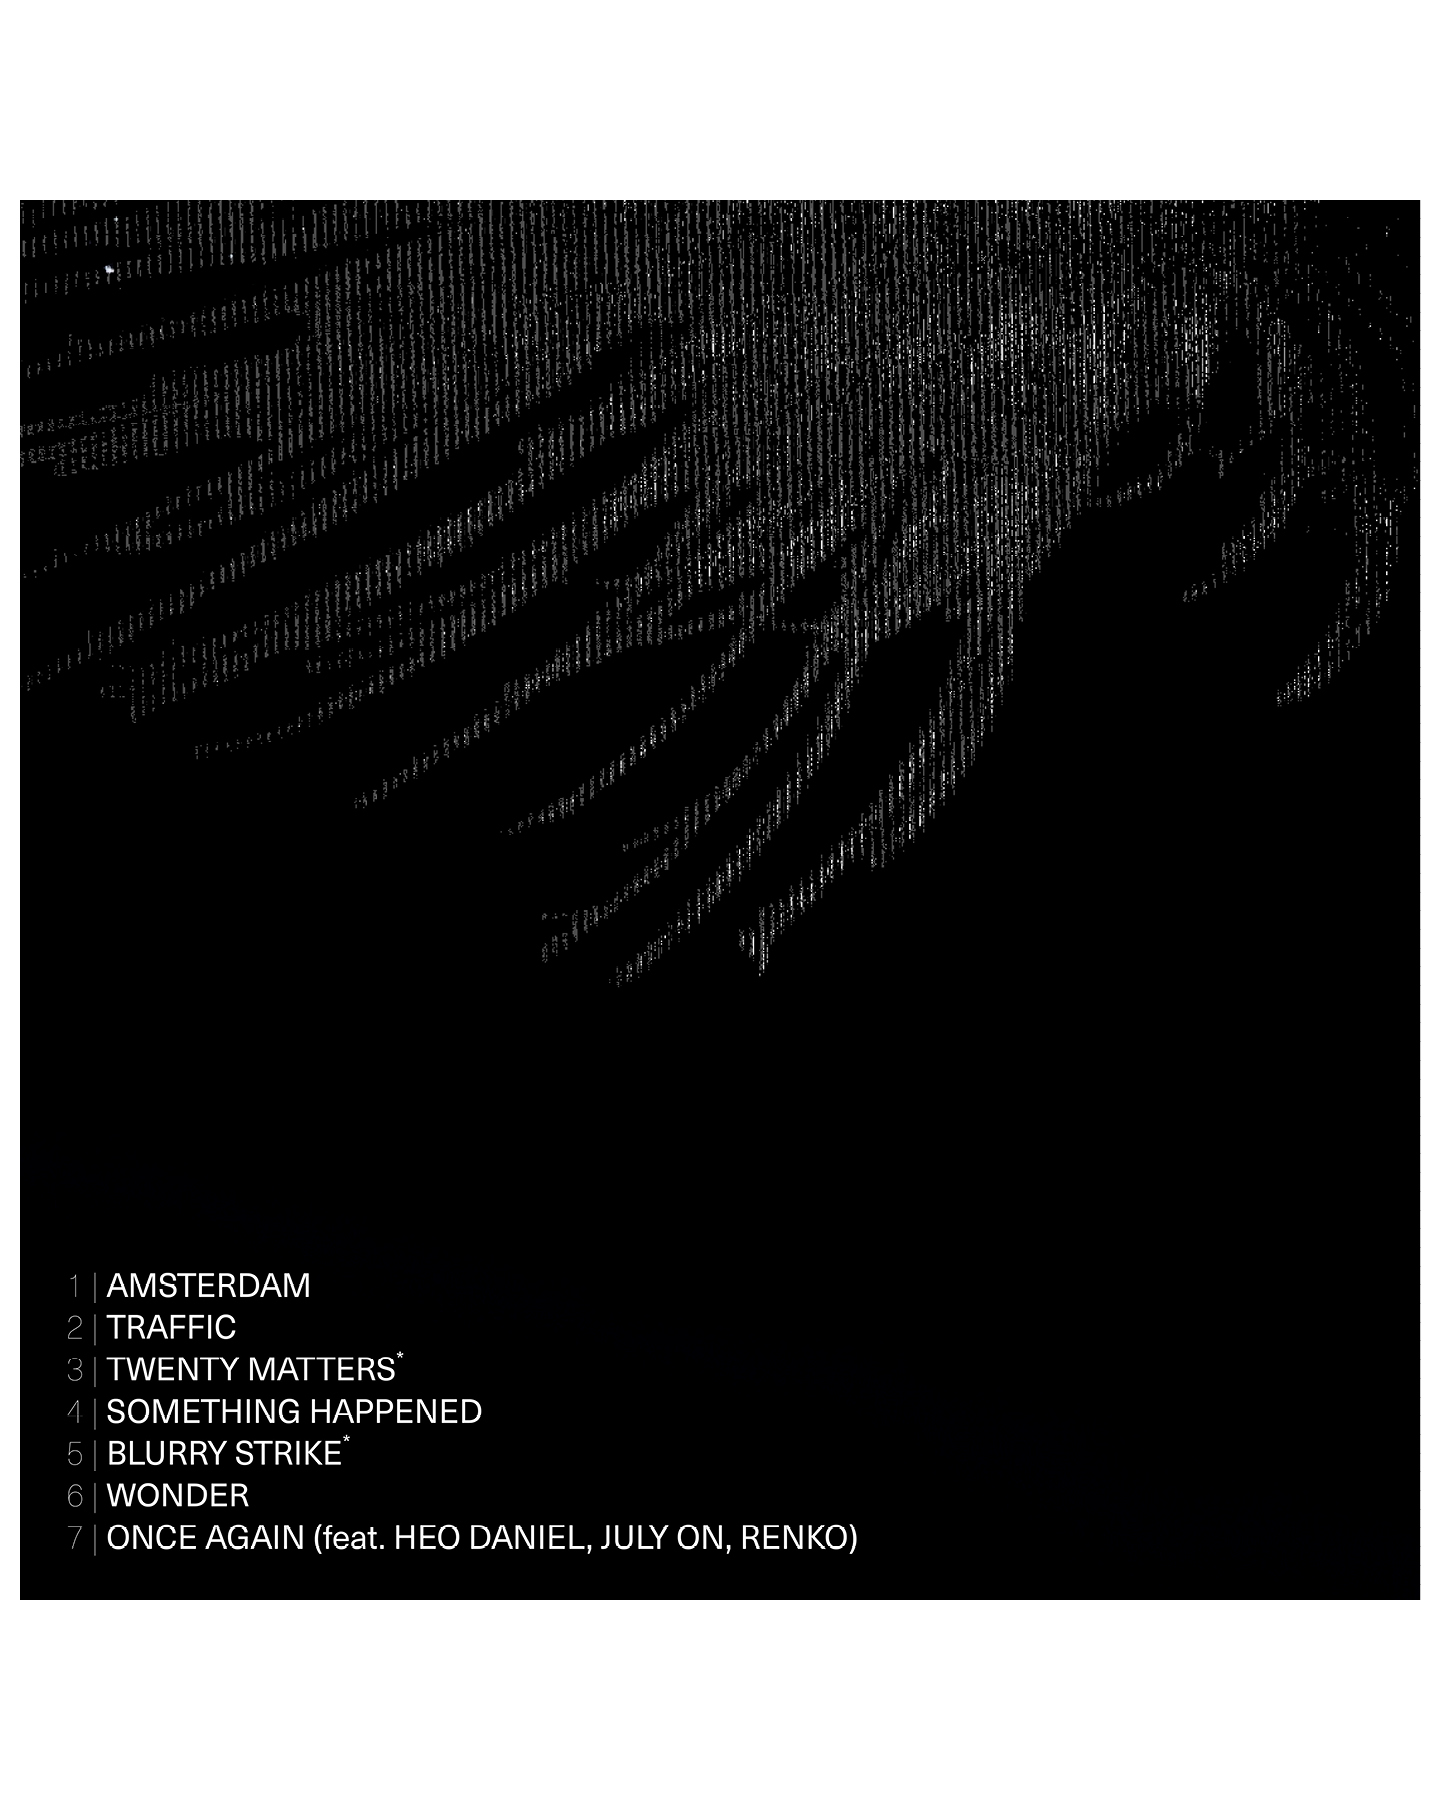 1 | AMSTERDAM
2 | TRAFFIC
3 | TWENTY MATTERS*
4 | SOMETHING HAPPENED
5 | BLURRY STRIKE*
6 | WONDER
7 | ONCE AGAIN (feat. HEO DANIEL, JULY ON, RENKO)